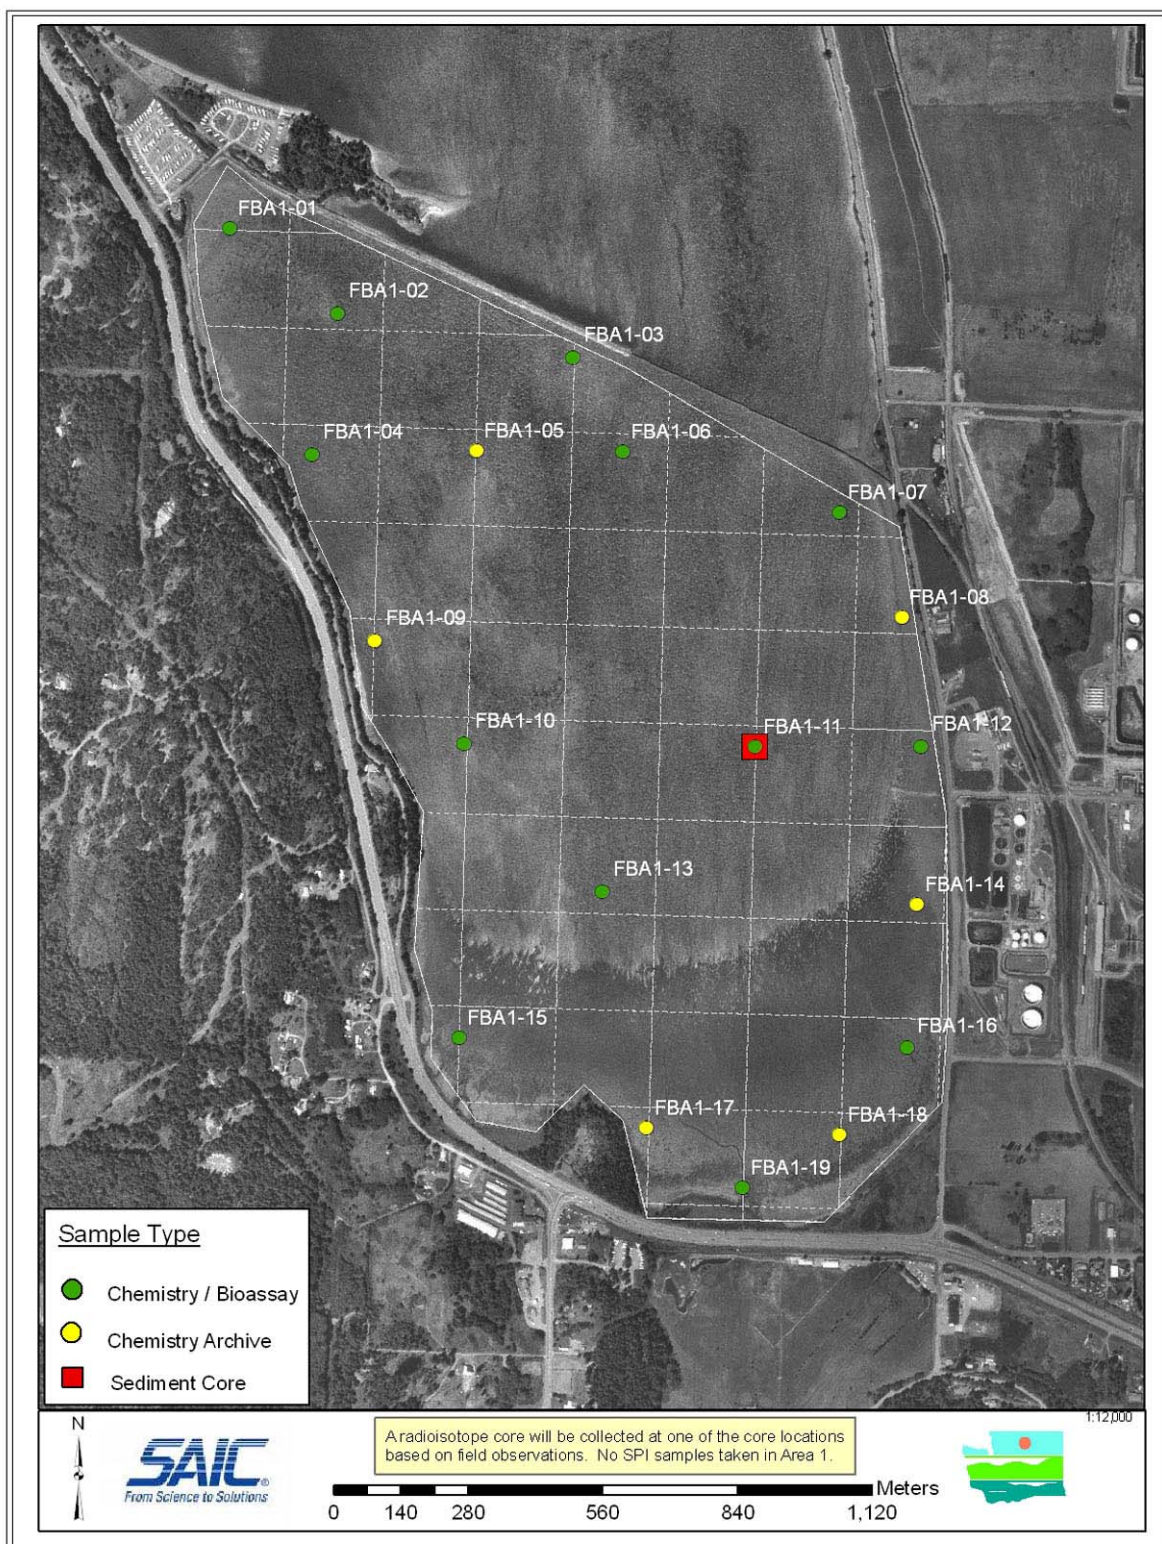 FBA1-01
FBA1-02
FBA1-03
FBA1-04
FBA1-05
FBA1-06
FBA1-07
FBA1-08
FBA1-09
FBA1-10
FBA1-11
FBA1-12
FBA1-13
FBA1-14
FBA1-15
FBA1-16
FBA1-17
FBA1-18
FBA1-19
Sample Type
Chemistry / Bioassay
Chemistry Archive
Sediment Core
1:12,000
N
SAIC®
From Science to Solutions
A radioisotope core will be collected at one of the core locations
based on field observations. No SPI samples taken in Area 1.
Meters
0 140 280 560 840 1,120